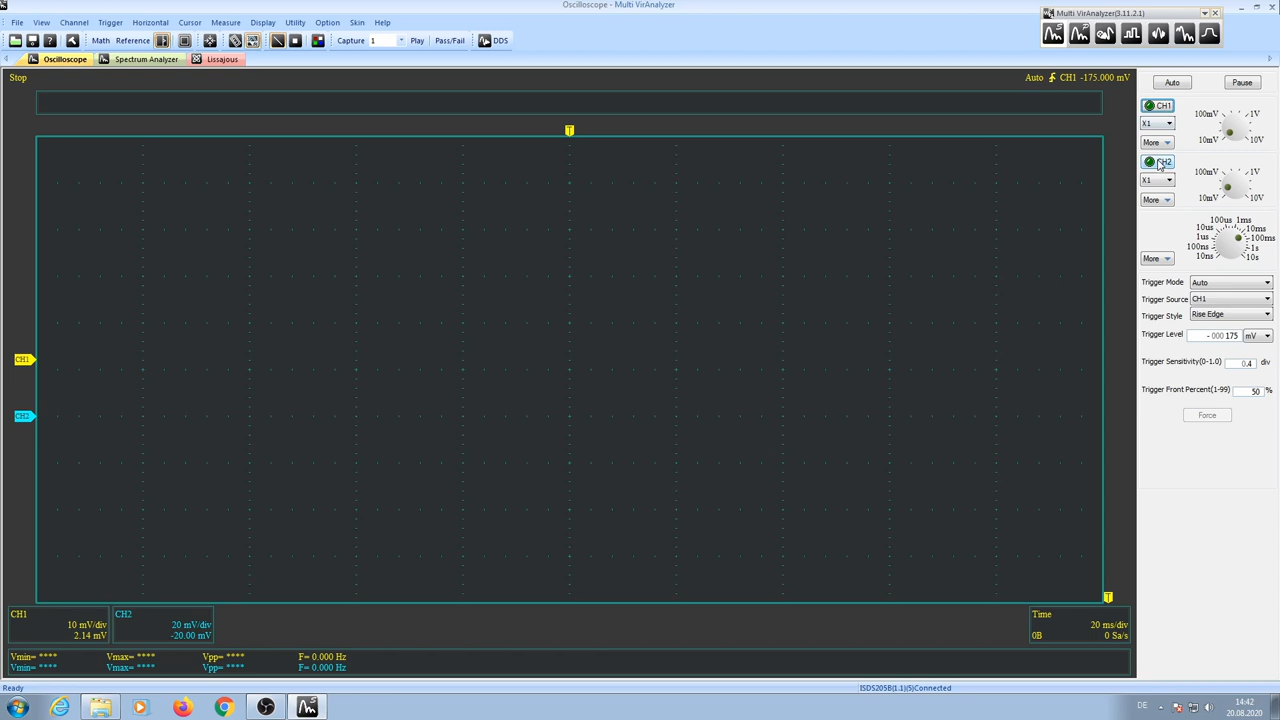 Oscilloscope - Multi VirAnalyzer
Multi VirAnalyzer(3.11.2.1)
File View Channel Trigger Horizontal Cursor Measure Display Utility Option Skin Help
Math Reference Capture 1 Play Pass/Fail DDS
Oscilloscope Spectrum Analyzer Lissajous
Stop
Auto CH1 -175.000 mV
T
CH1
CH2
T
Auto Pause
CH1
X1
More
100mV 1V
10mV 10V
CH2
X1
More
100mV 1V
10mV 10V
100us 1ms
10us 10ms
1us 100ms
100ns 1s
10ns 10s
More
Trigger Mode Auto
Trigger Source CH1
Trigger Style Rise Edge
Trigger Level - 000 175 mV
Trigger Sensitivity(0-1.0) 0.4 div
Trigger Front Percent(1-99) 50 %
Force
CH1
10 mV/div
2.14 mV
CH2
20 mV/div
-20.00 mV
Time
20 ms/div
0B 0 Sa/s
Vmin= **** Vmax= **** Vpp= **** F= 0.000 Hz
Vmin= **** Vmax= **** Vpp= **** F= 0.000 Hz
Ready
ISDS205B(1.1)(5)Connected
DE
14:42
20.08.2020